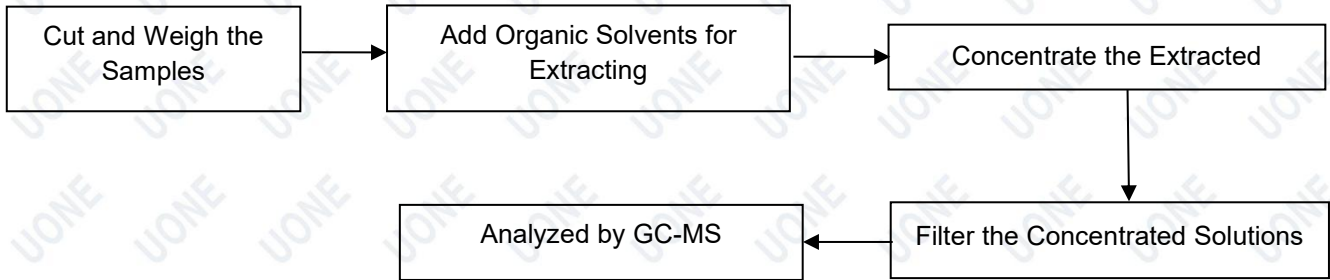 Cut and Weigh the
Samples
Add Organic Solvents for
Extracting
Concentrate the Extracted
Filter the Concentrated Solutions
Analyzed by GC-MS
UONE